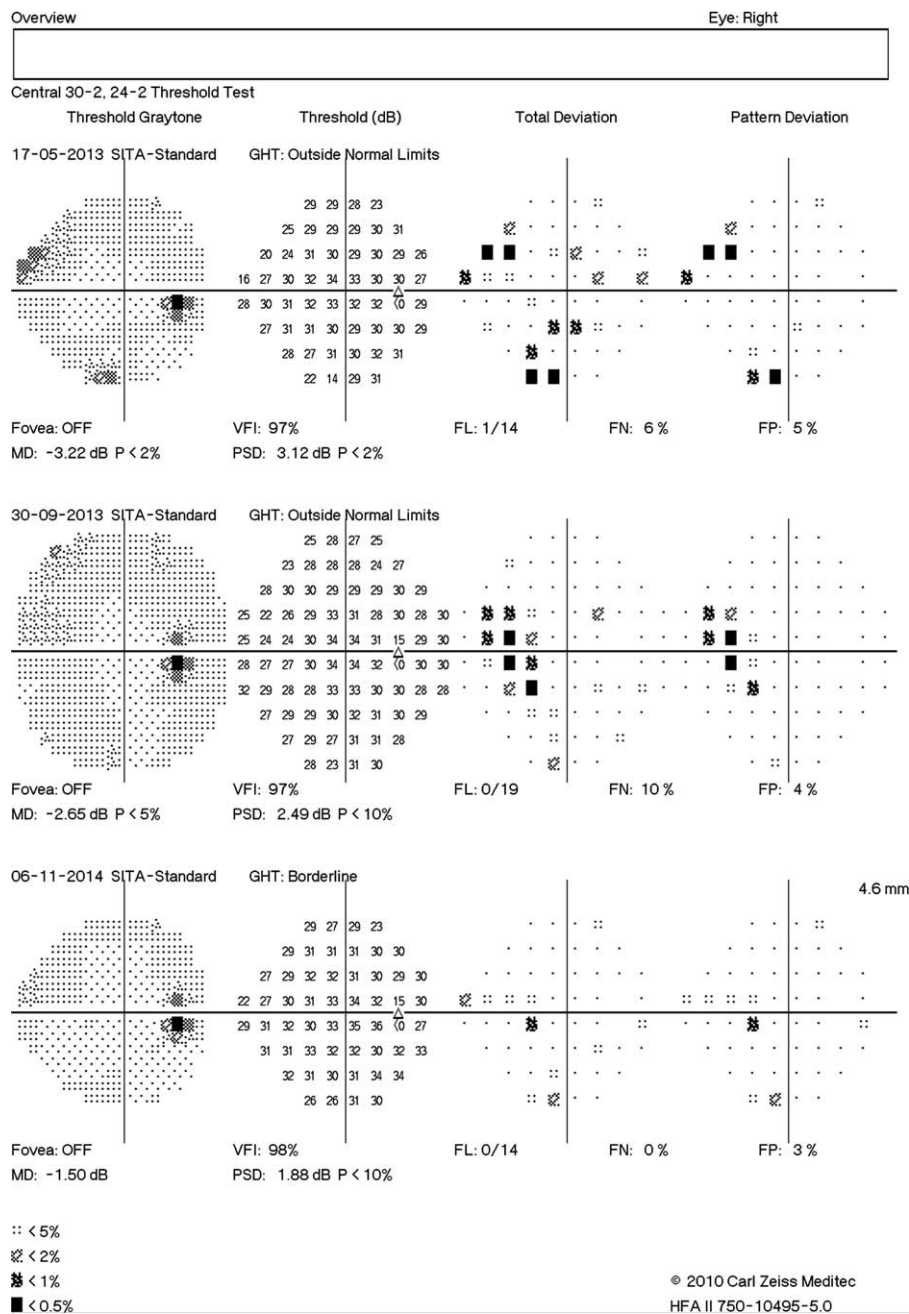 Overview Eye: Right
Central 30-2, 24-2 Threshold Test
Threshold Graytone Threshold (dB) Total Deviation Pattern Deviation
17-05-2013 SITA-Standard GHT: Outside Normal Limits
29 29 28 23
25 29 29 29 30 31
20 24 31 30 29 30 29 26
16 27 30 32 34 33 30 30 27
28 30 31 32 33 32 32 <0 29
27 31 31 30 29 30 30 29
28 27 31 30 32 31
22 14 29 31
Fovea: OFF VFI: 97% FL: 1/14 FN: 6 % FP: 5 %
MD: -3.22 dB P < 2% PSD: 3.12 dB P < 2%
30-09-2013 SITA-Standard GHT: Outside Normal Limits
25 28 27 25
23 28 28 28 24 27
28 30 30 29 29 29 30 29
25 22 26 29 33 31 28 30 28 30
25 24 24 30 34 34 31 15 29 30
28 27 27 30 34 34 32 <0 30 30
32 29 28 28 33 33 30 30 28 28
27 29 29 30 32 31 30 29
27 29 27 31 31 28
28 23 31 30
Fovea: OFF VFI: 97% FL: 0/19 FN: 10 % FP: 4 %
MD: -2.65 dB P < 5% PSD: 2.49 dB P < 10%
06-11-2014 SITA-Standard GHT: Borderline
4.6 mm
29 27 29 23
29 31 31 31 30 30
27 29 32 32 31 30 29 30
22 27 30 31 33 34 32 15 30
29 31 32 30 33 35 36 <0 27
31 31 33 32 32 30 32 33
32 31 30 31 34 34
26 26 31 30
Fovea: OFF VFI: 98% FL: 0/14 FN: 0 % FP: 3 %
MD: -1.50 dB PSD: 1.88 dB P < 10%
< 5%
< 2%
< 1% © 2010 Carl Zeiss Meditec
< 0.5% HFA II 750-10495-5.0